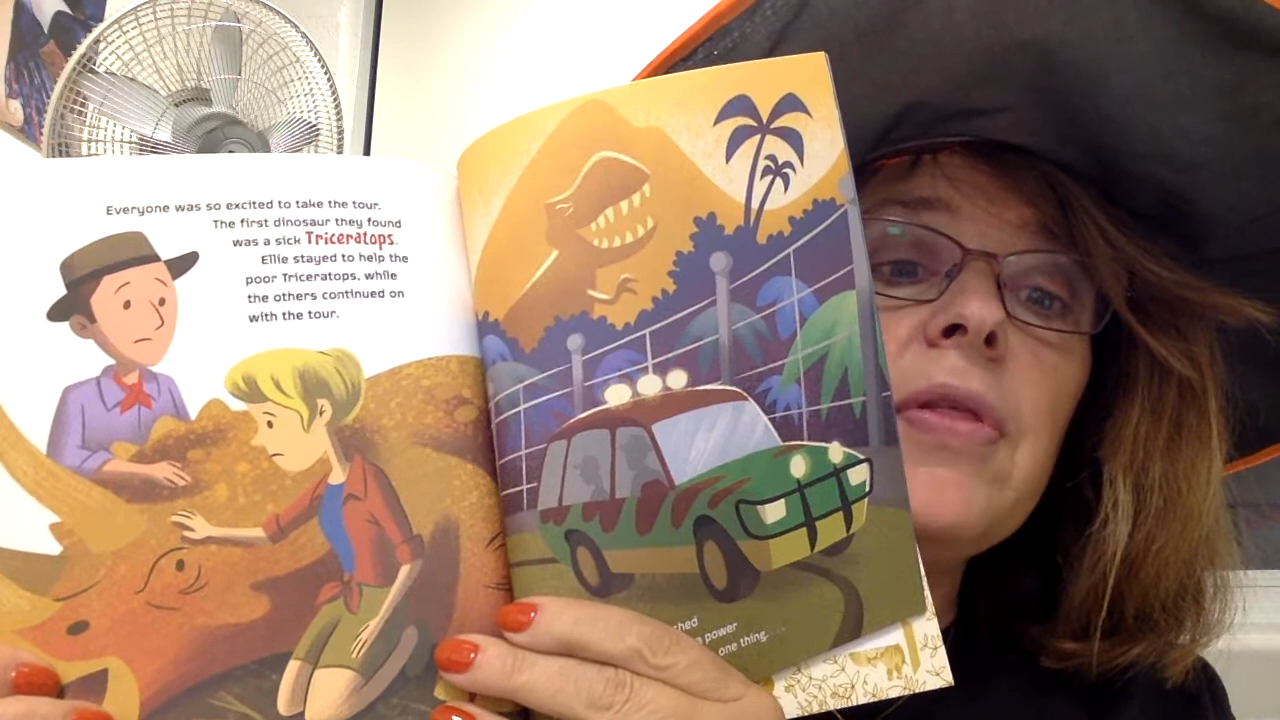 Everyone was so excited to take the tour.
The first dinosaur they found
was a sick Triceratops.
Ellie stayed to help the
poor Triceratops, while
the others continued on
with the tour.
power
one thing....